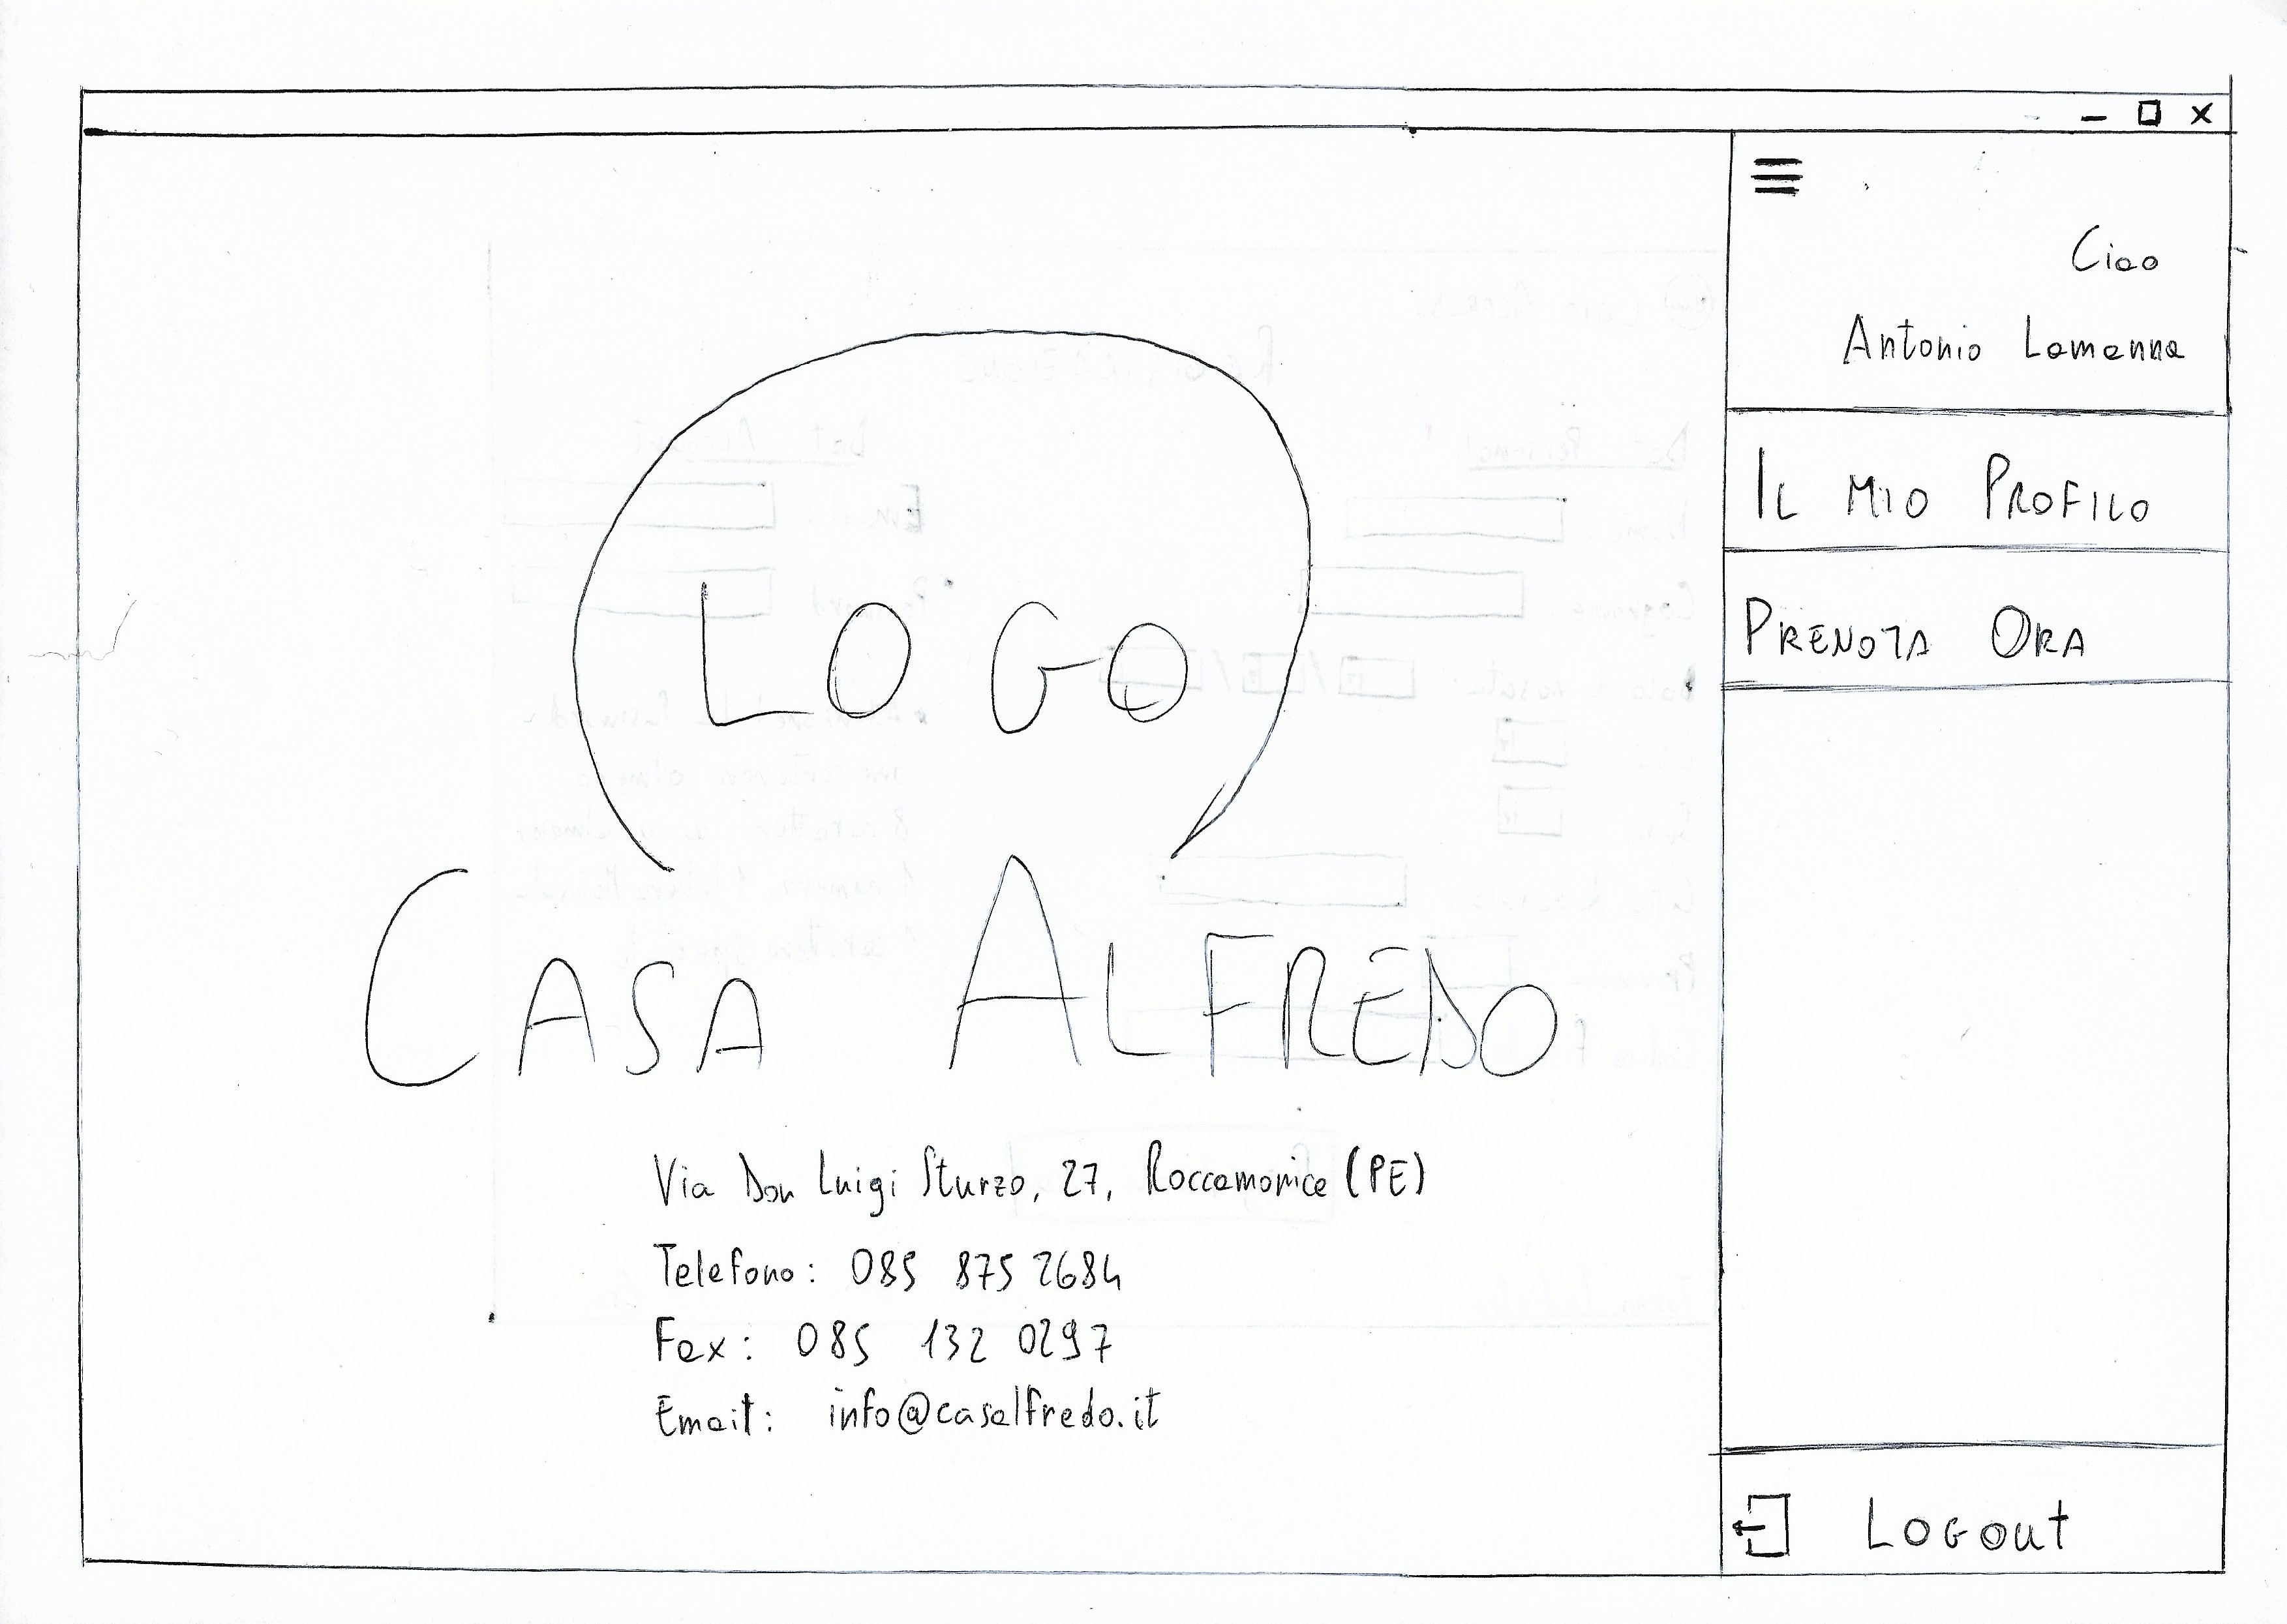 Ciao
Antonio Lamanna
IL MIO PROFILO
PRENOTA ORA
LOGO
CASA ALFREDO
Via Don Luigi Sturzo, 27, Roccamorice (PE)
Telefono: 085 875 2684
Fax: 085 132 0297
Email: info@casalfredo.it
LOGOUT